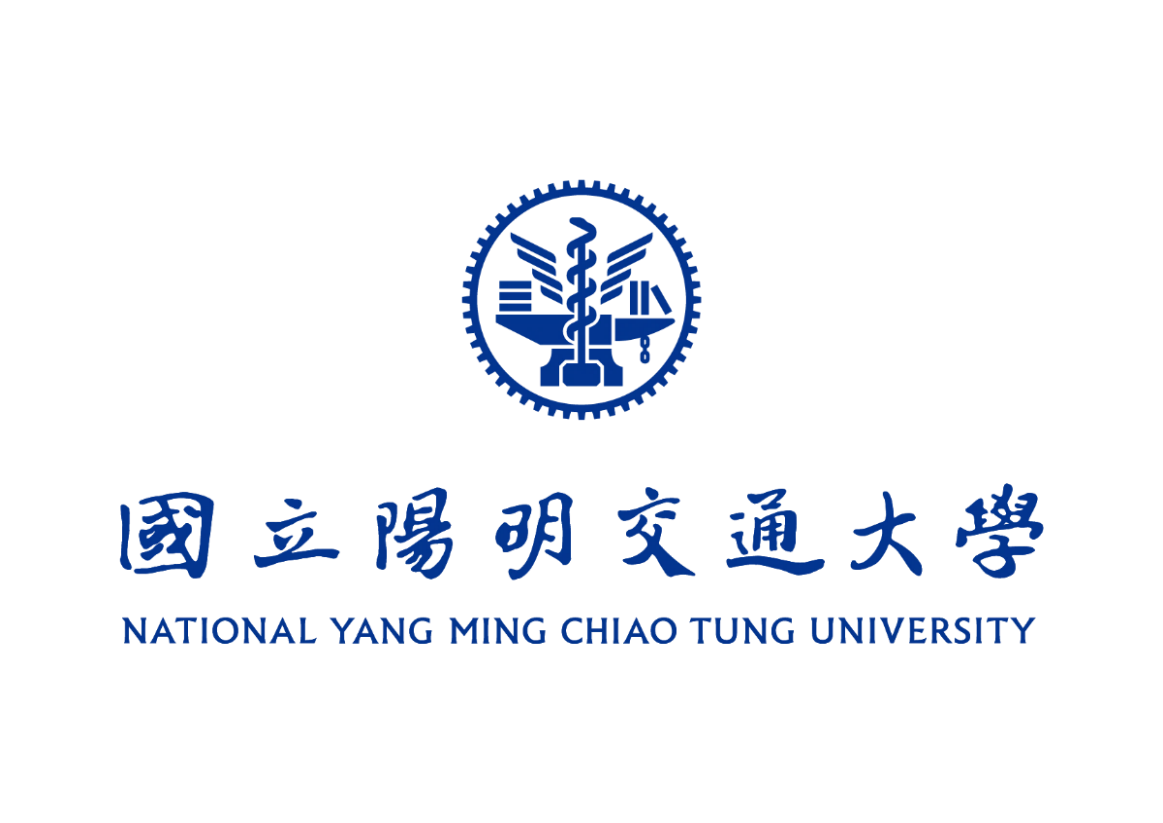 國立陽明交通大學
NATIONAL YANG MING CHIAO TUNG UNIVERSITY